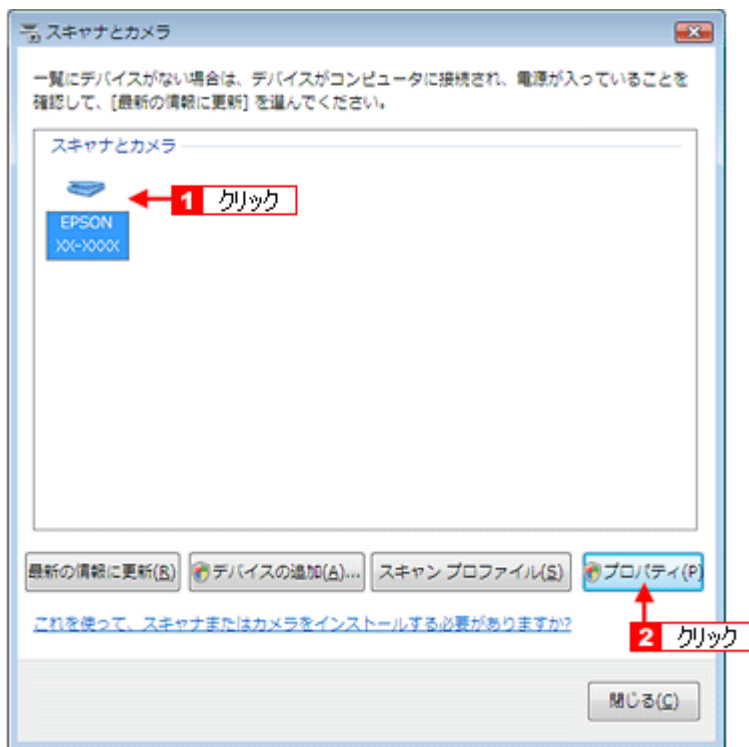 スキャナとカメラ
一覧にデバイスがない場合は、デバイスがコンピュータに接続され、電源が入っていることを
確認して、[最新の情報に更新] を選んでください。
スキャナとカメラ
1 クリック
EPSON
XX-XXXX
最新の情報に更新(R) デバイスの追加(A)... スキャン プロファイル(S) プロパティ(P)
これを使って、スキャナまたはカメラをインストールする必要がありますか?
2 クリック
閉じる(C)